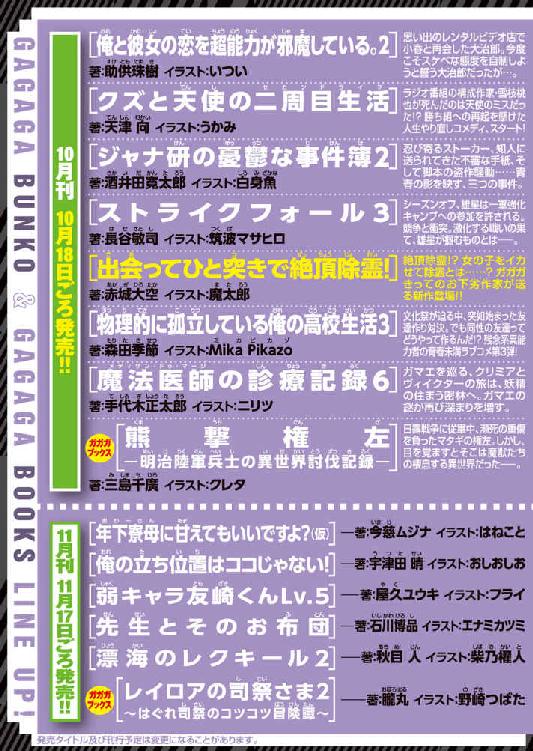 GAGAGA BUNKO & GAGAGA BOOKS LINE UP!
10月刊 10月18日ごろ発売!!
[俺と彼女の恋を超能力が邪魔している。2]
著:助供珠樹 イラスト:いつい
思い出のレンタルビデオ店で
小春と再会した大治郎。今度
こそスケベな態度を自制しよ
うと誓う大治郎だったが…。
[クズと天使の二周目生活]
著:天津 向 イラスト:うかみ
ラジオ番組の構成作家・雪枝桃
也が死んだのは天使のミスだっ
た!? 勝ち組への再起を懸けた
人生やり直しコメディ、スタート!
[ジャナ研の憂鬱な事件簿2]
著:酒井田寛太郎 イラスト:白身魚
忍び寄るストーカー、知人に
送られてきた不審な手紙、そ
して脚本の盗作騒動……青
春の影を映す、三つの事件。
[ストライクフォール3]
著:長谷敏司 イラスト:筑波マサヒロ
シーズンオフ。雄星は一軍強化
キャンプへの参加を許される。
競争と衝突。激化する戦いの果
て、雄星が掴むものとは―。
[出会ってひと突きで絶頂除霊!]
著:赤城大空 イラスト:魔太郎
絶頂除霊!? 女の子をイカ
せて除霊とは……? ガガガ
きってのお下劣作家が送
る新作登場!!
[物理的に孤立している俺の高校生活3]
著:森田季節 イラスト:Mika Pikazo
文化祭が迫る中、突如始まった友
達作り対決。でも同性の友達って
どうやって作るんだ!? 残念系異能
力者の青春未満ラブコメ第3弾!
[魔法医師の診療記録6]
著:手代木正太郎 イラスト:ニリツ
ガマエを巡る、クリミアと
ヴィクターの旅は、妖精
の住まう密林へ。ガマエの
謎が再び深まりを増す。
ガガガブックス
[熊撃権左
―明治陸軍兵士の異世界討伐記録―]
著:三島千廣 イラスト:クレタ
日露戦争に従軍中、瀕死の重傷
を負ったマタギの権左。しかし、
目を覚ますとそこは魔獣たち
の棲息する異世界だった―。
11月刊 11月17日ごろ発売!!
[年下寮母に甘えてもいいですよ?(仮)] ―著:今慈ムジナ イラスト:はねこと
[俺の立ち位置はココじゃない!] ―著:宇津田 晴 イラスト:おしおしお
[弱キャラ友崎くんLv.5] ―著:屋久ユウキ イラスト:フライ
[先生とそのお布団] ―著:石川博品 イラスト:エナミカツミ
[漂海のレクキール2] ―著:秋目 人 イラスト:柴乃櫂人
ガガガブックス
[レイロアの司祭さま2
〜はぐれ司祭のコツコツ冒険譚〜] ―著:朧丸 イラスト:野崎つばた
発売タイトル及び刊行予定は変更になることがあります。